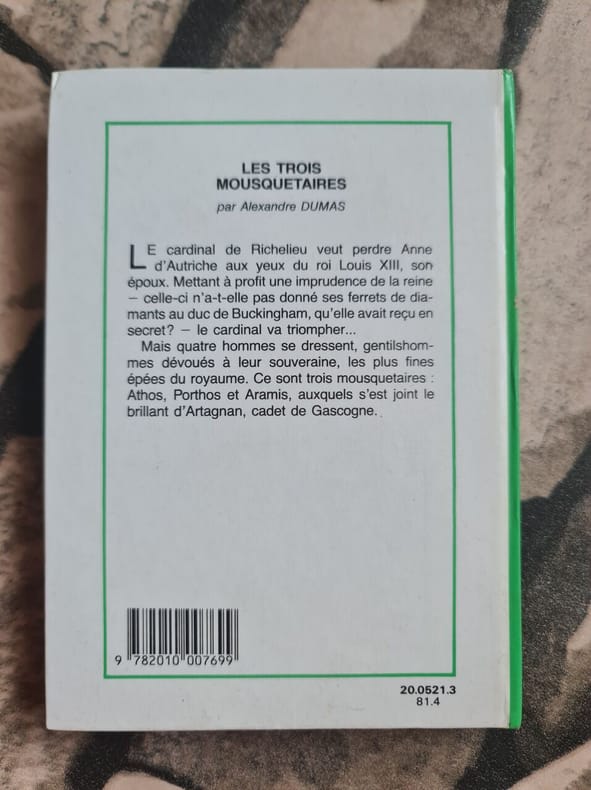 LES TROIS
MOUSQUETAIRES
par Alexandre DUMAS
LE cardinal de Richelieu veut perdre Anne
d'Autriche aux yeux du roi Louis XIII, son
époux. Mettant à profit une imprudence de la reine
– celle-ci n'a-t-elle pas donné ses ferrets de dia-
mants au duc de Buckingham, qu'elle avait reçu en
secret? – le cardinal va triompher...
Mais quatre hommes se dressent, gentilshom-
mes dévoués à leur souveraine, les plus fines
épées du royaume. Ce sont trois mousquetaires :
Athos, Porthos et Aramis, auxquels s'est joint le
brillant d'Artagnan, cadet de Gascogne.
9 782010 007699
20.0521.3
81.4